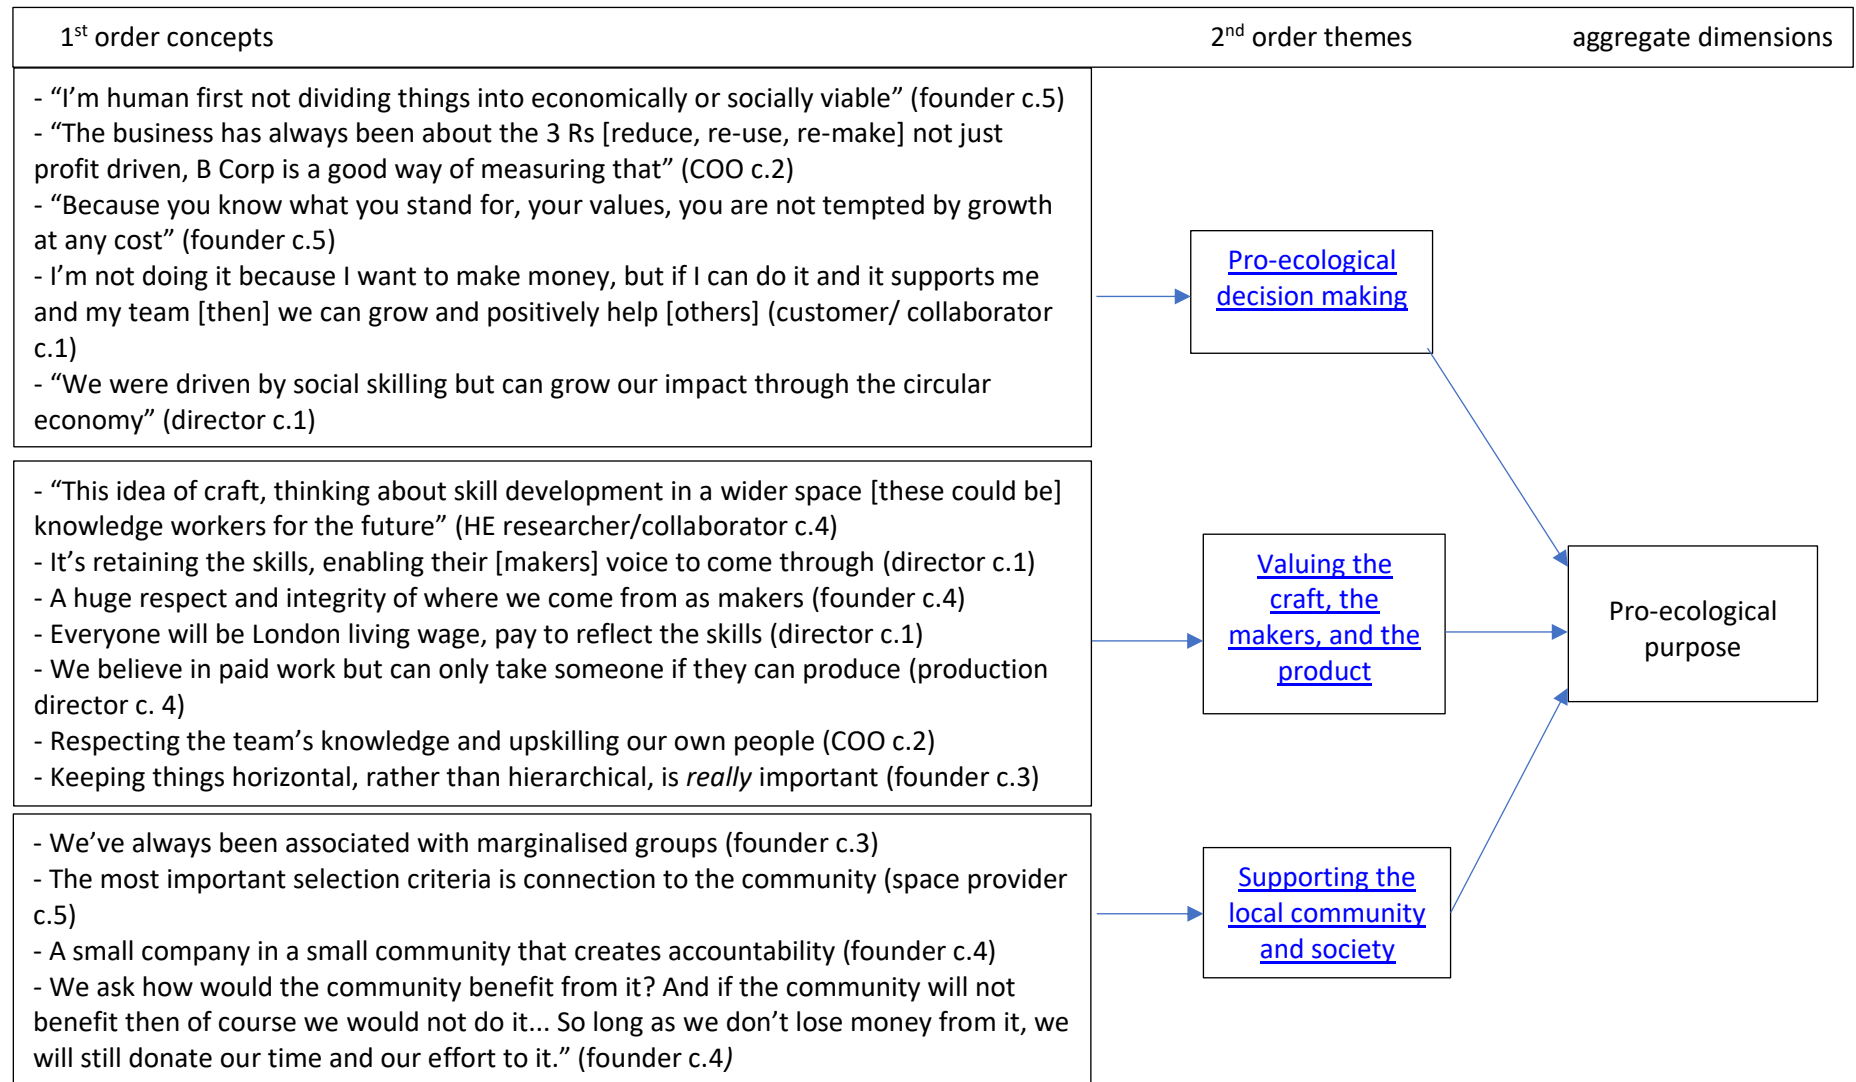 1st order concepts 2nd order themes aggregate dimensions
- “I’m human first not dividing things into economically or socially viable” (founder c.5)
- “The business has always been about the 3 Rs [reduce, re-use, re-make] not just
profit driven, B Corp is a good way of measuring that” (COO c.2)
- “Because you know what you stand for, your values, you are not tempted by growth
at any cost” (founder c.5)
- I’m not doing it because I want to make money, but if I can do it and it supports me
and my team [then] we can grow and positively help [others] (customer/ collaborator
c.1)
- “We were driven by social skilling but can grow our impact through the circular
economy” (director c.1)
Pro-ecological
decision making
- “This idea of craft, thinking about skill development in a wider space [these could be]
knowledge workers for the future” (HE researcher/collaborator c.4)
- It’s retaining the skills, enabling their [makers] voice to come through (director c.1)
- A huge respect and integrity of where we come from as makers (founder c.4)
- Everyone will be London living wage, pay to reflect the skills (director c.1)
- We believe in paid work but can only take someone if they can produce (production
director c. 4)
- Respecting the team’s knowledge and upskilling our own people (COO c.2)
- Keeping things horizontal, rather than hierarchical, is really important (founder c.3)
Valuing the
craft, the
makers, and the
product
Pro-ecological
purpose
- We’ve always been associated with marginalised groups (founder c.3)
- The most important selection criteria is connection to the community (space provider
c.5)
- A small company in a small community that creates accountability (founder c.4)
- We ask how would the community benefit from it? And if the community will not
benefit then of course we would not do it... So long as we don’t lose money from it, we
will still donate our time and our effort to it.” (founder c.4)
Supporting the
local community
and society